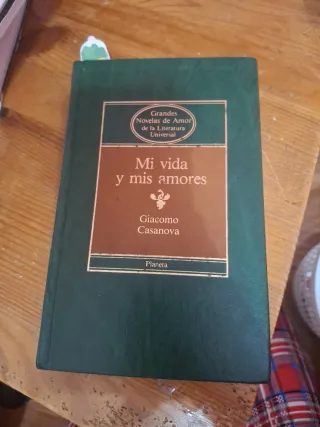 Grandes
Novelas de Amor
de la Literatura
Universal
Mi vida
y mis amores
Giacomo
Casanova
Planeta